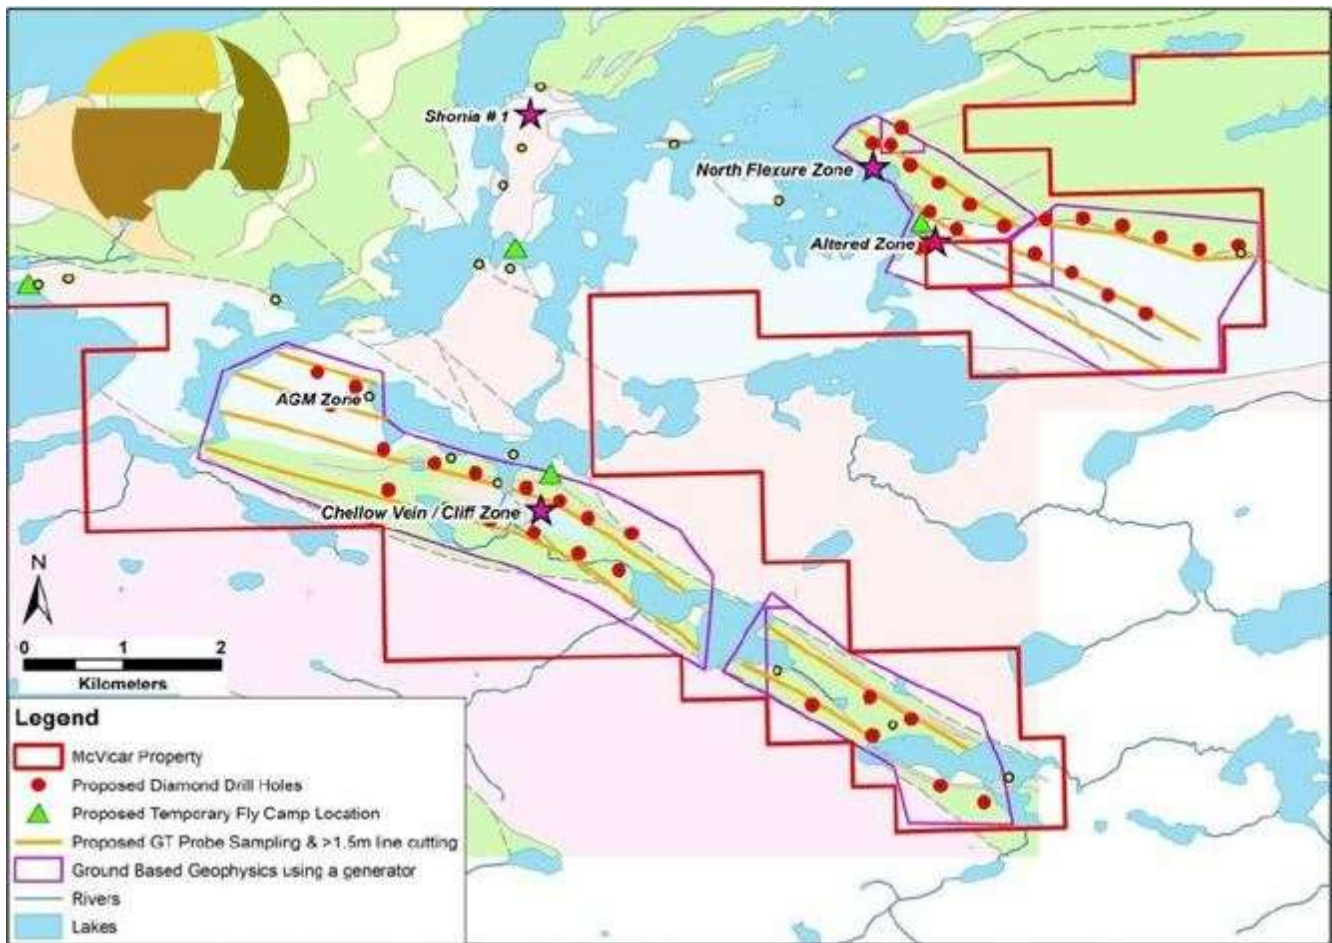 Shonia # 1
North Flexure Zone
Altered Zone
AGM Zone
Chellow Vein / Cliff Zone
N
0 1 2
Kilometers
Legend
McVicar Property
Proposed Diamond Drill Holes
Proposed Temporary Fly Camp Location
Proposed GT Probe Sampling & >1.5m line cutting
Ground Based Geophysics using a generator
Rivers
Lakes